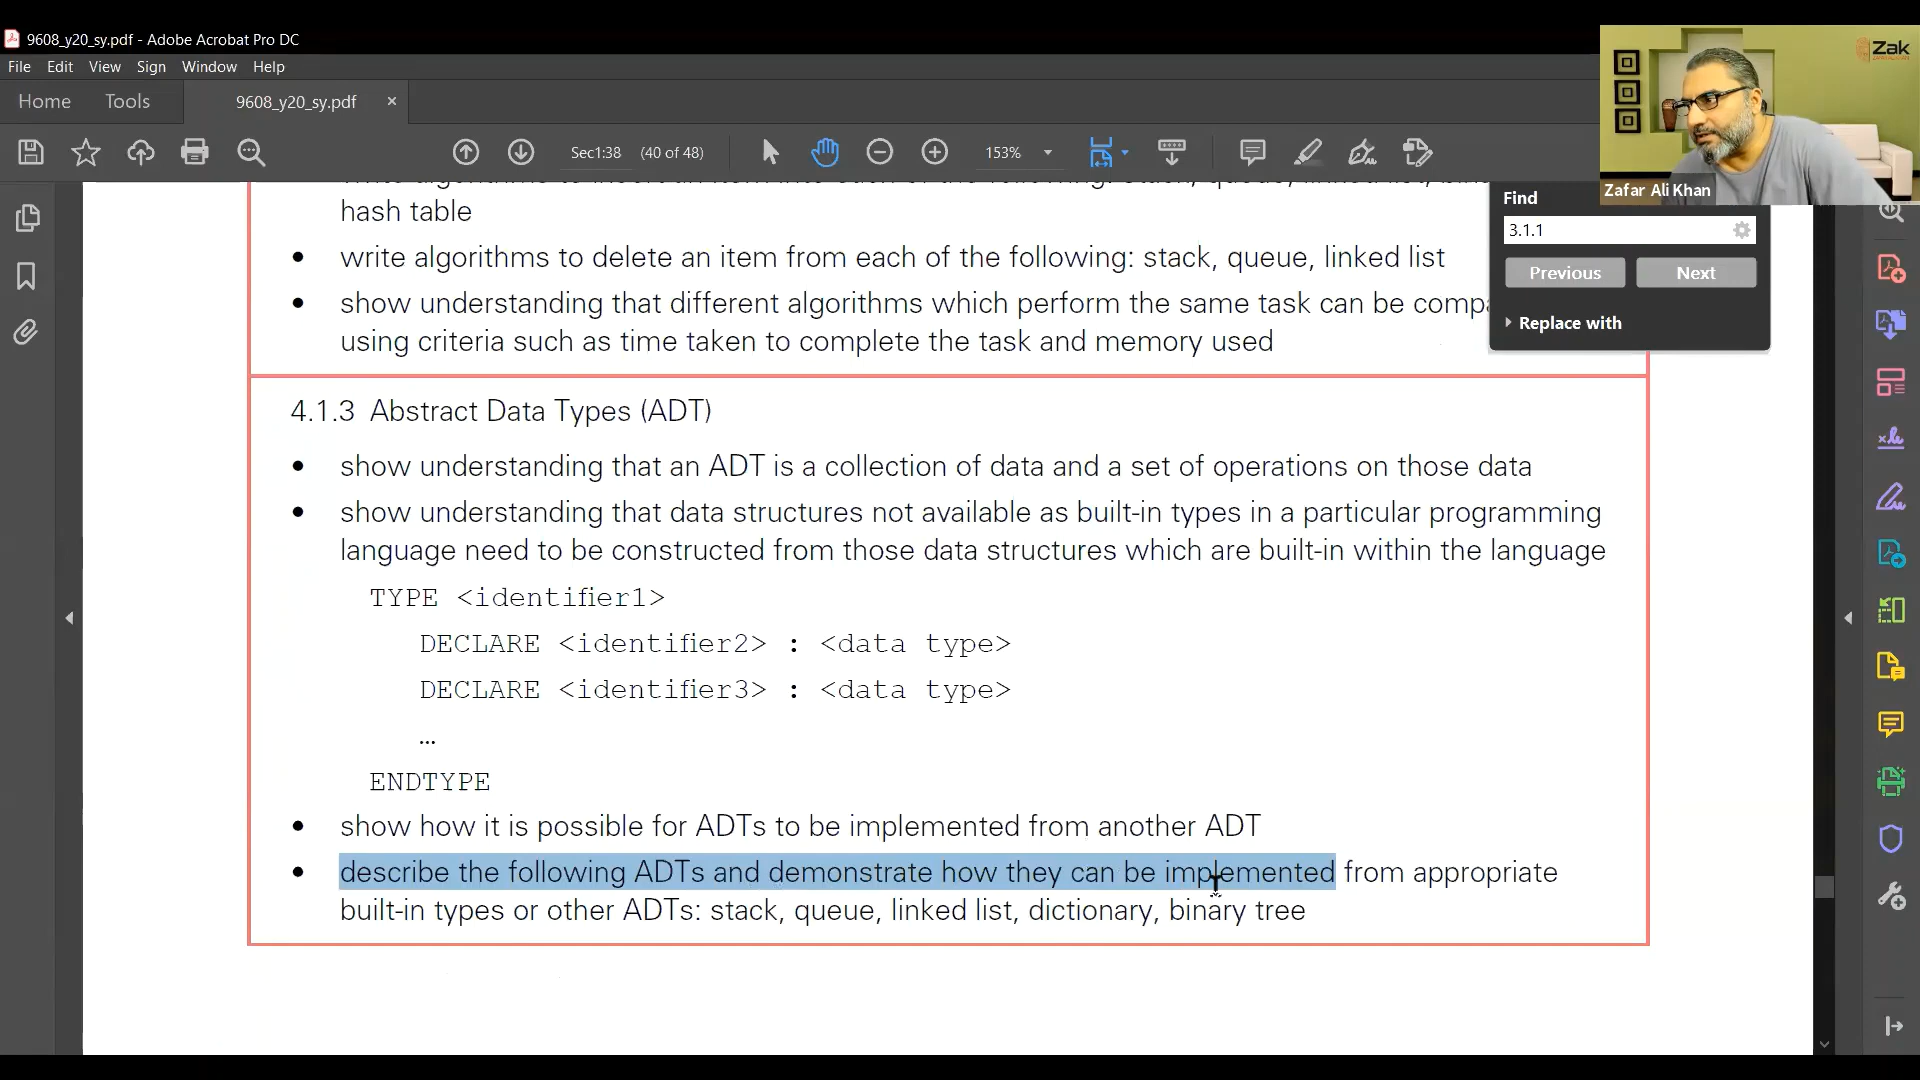 9608_y20_sy.pdf - Adobe Acrobat Pro DC
File Edit View Sign Window Help
Home Tools 9608_y20_sy.pdf ×
Sec1:38 (40 of 48) 153%
Zak
Zafar Ali Khan
Find
3.1.1
Previous Next
Replace with
hash table
• write algorithms to delete an item from each of the following: stack, queue, linked list
• show understanding that different algorithms which perform the same task can be
using criteria such as time taken to complete the task and memory used
4.1.3 Abstract Data Types (ADT)
• show understanding that an ADT is a collection of data and a set of operations on those data
• show understanding that data structures not available as built-in types in a particular programming
language need to be constructed from those data structures which are built-in within the language
TYPE <identifier1>
DECLARE <identifier2> : <data type>
DECLARE <identifier3> : <data type>
…
ENDTYPE
• show how it is possible for ADTs to be implemented from another ADT
• describe the following ADTs and demonstrate how they can be implemented from appropriate
built-in types or other ADTs: stack, queue, linked list, dictionary, binary tree